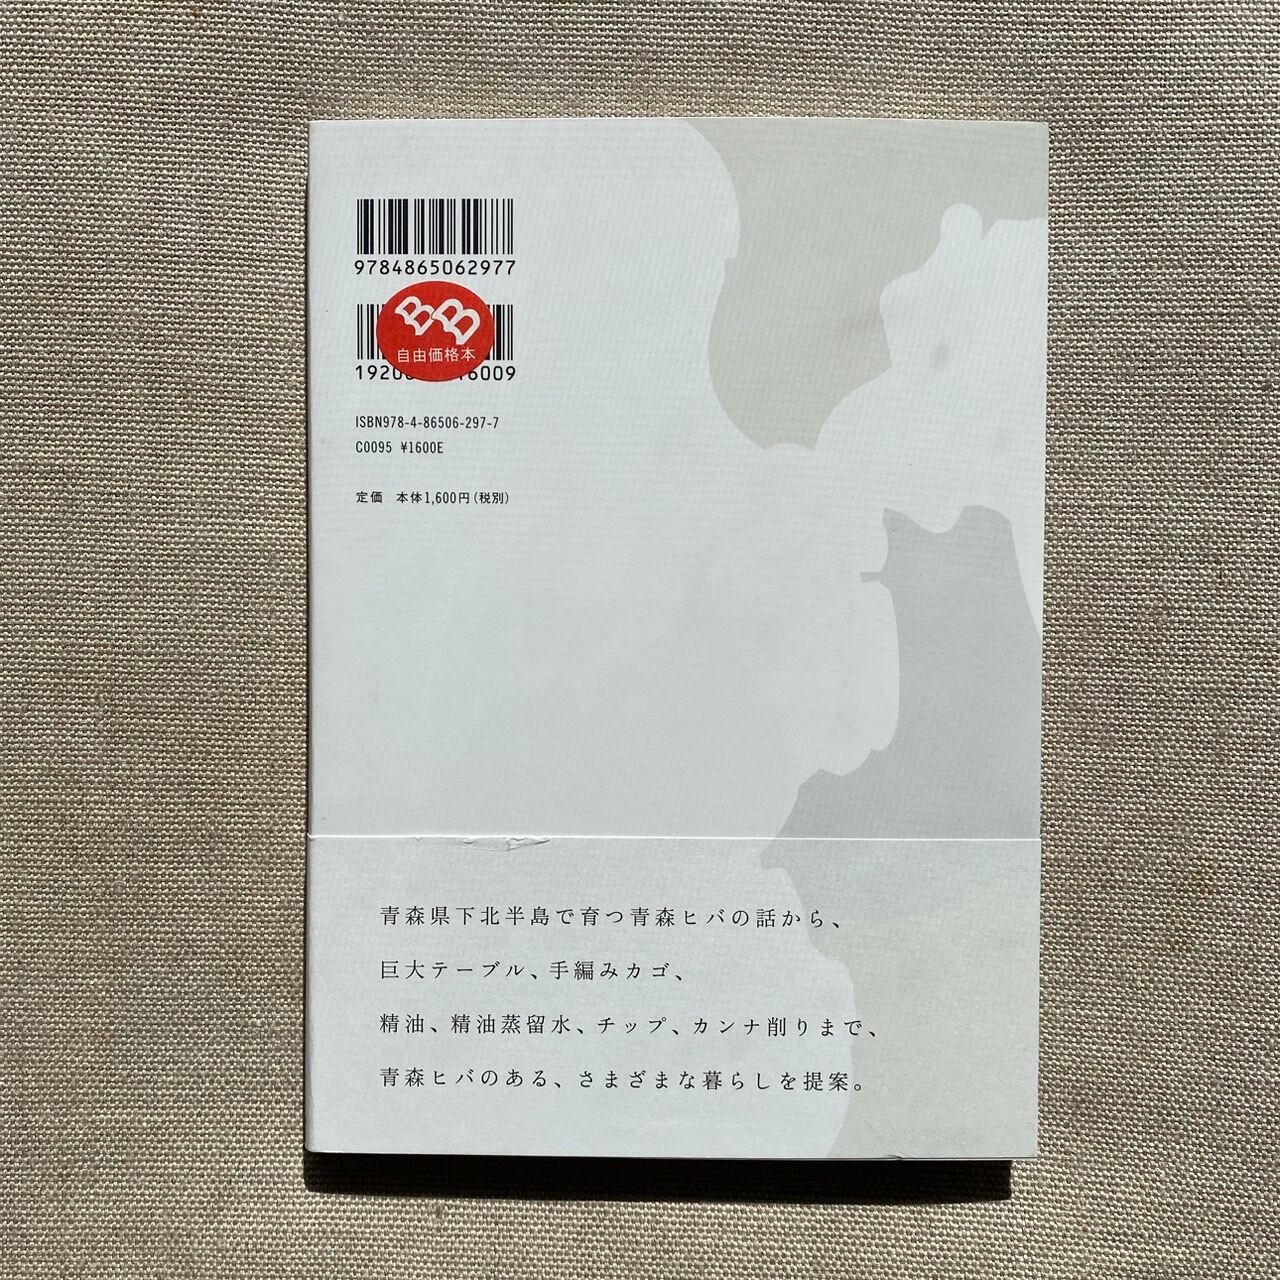 9784865062977
BB
自由価格本
ISBN978-4-86506-297-7
C0095 ¥1600E
定価 本体1,600円(税別)
青森県下北半島で育つ青森ヒバの話から、
巨大テーブル、手編みカゴ、
精油、精油蒸留水、チップ、カンナ削りまで、
青森ヒバのある、さまざまな暮らしを提案。